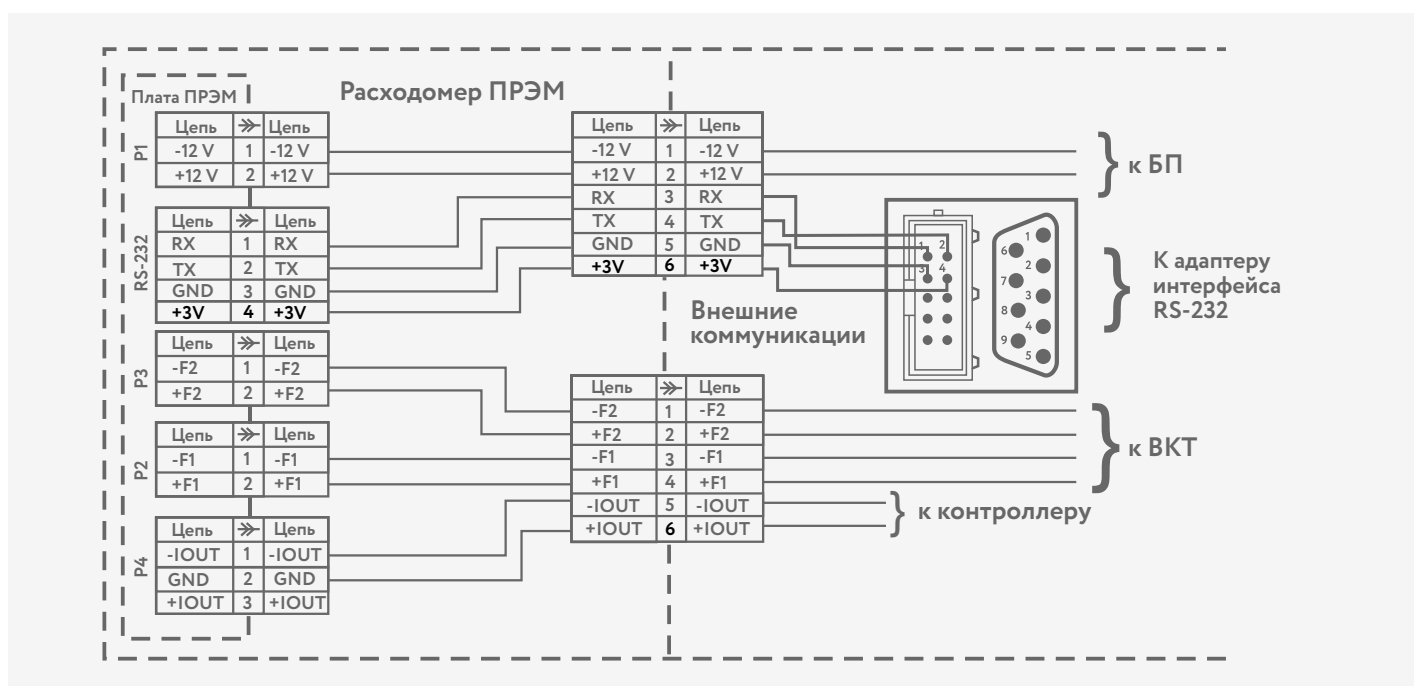 Плата ПРЭМ
Расходомер ПРЭМ
P1
Цепь Цепь
-12 V 1 -12 V
+12 V 2 +12 V
RS-232
Цепь Цепь
RX 1 RX
TX 2 TX
GND 3 GND
+3V 4 +3V
P3
Цепь Цепь
-F2 1 -F2
+F2 2 +F2
P2
Цепь Цепь
-F1 1 -F1
+F1 2 +F1
P4
Цепь Цепь
-IOUT 1 -IOUT
GND 2 GND
+IOUT 3 +IOUT
Цепь Цепь
-12 V 1 -12 V
+12 V 2 +12 V
RX 3 RX
TX 4 TX
GND 5 GND
+3V 6 +3V
Внешние
коммуникации
Цепь Цепь
-F2 1 -F2
+F2 2 +F2
-F1 3 -F1
+F1 4 +F1
-IOUT 5 -IOUT
+IOUT 6 +IOUT
к БП
1 2
3 4
1
6
2
7
3
8
4
9
5
К адаптеру
интерфейса
RS-232
к ВКТ
к контроллеру